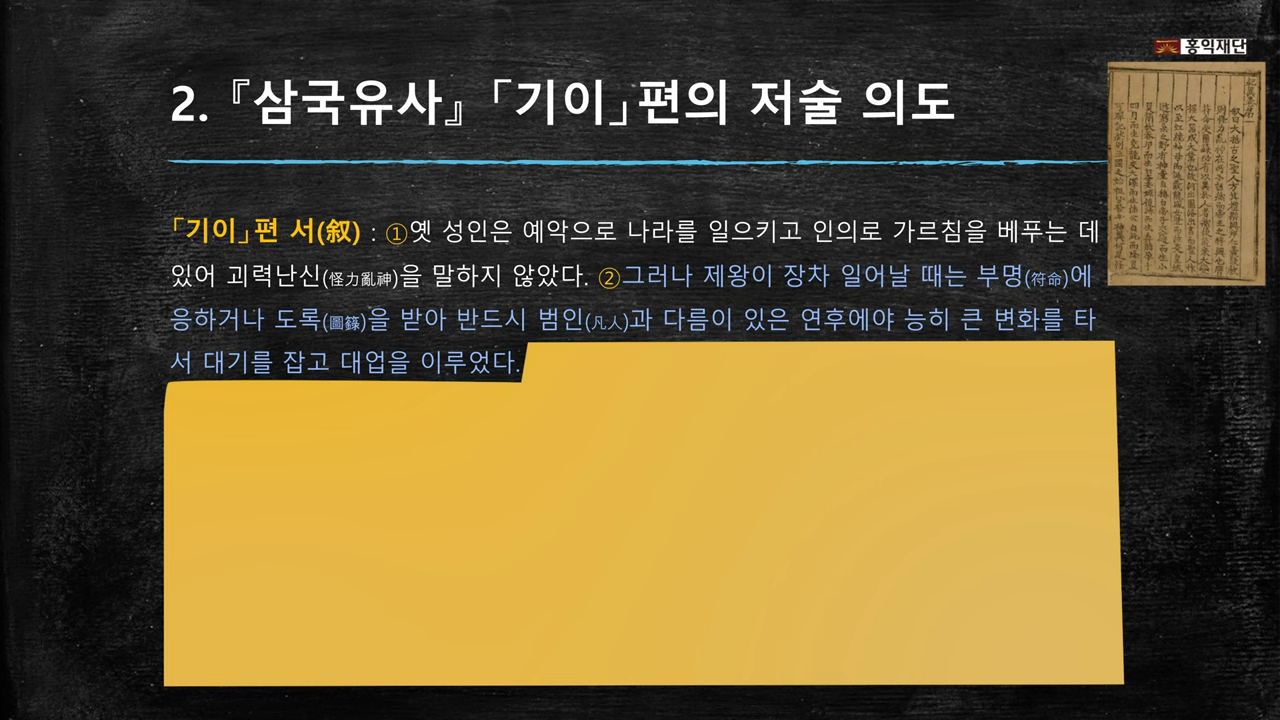 홍익재단
2. 『삼국유사』 「기이」편의 저술 의도
「기이」편 서(叙) : ①옛 성인은 예악으로 나라를 일으키고 인의로 가르침을 베푸는 데
있어 괴력난신(怪力亂神)을 말하지 않았다. ②그러나 제왕이 장차 일어날 때는 부명(符命)에
응하거나 도록(圖籙)을 받아 반드시 범인(凡人)과 다름이 있은 연후에야 능히 큰 변화를 타
서 대기를 잡고 대업을 이루었다.